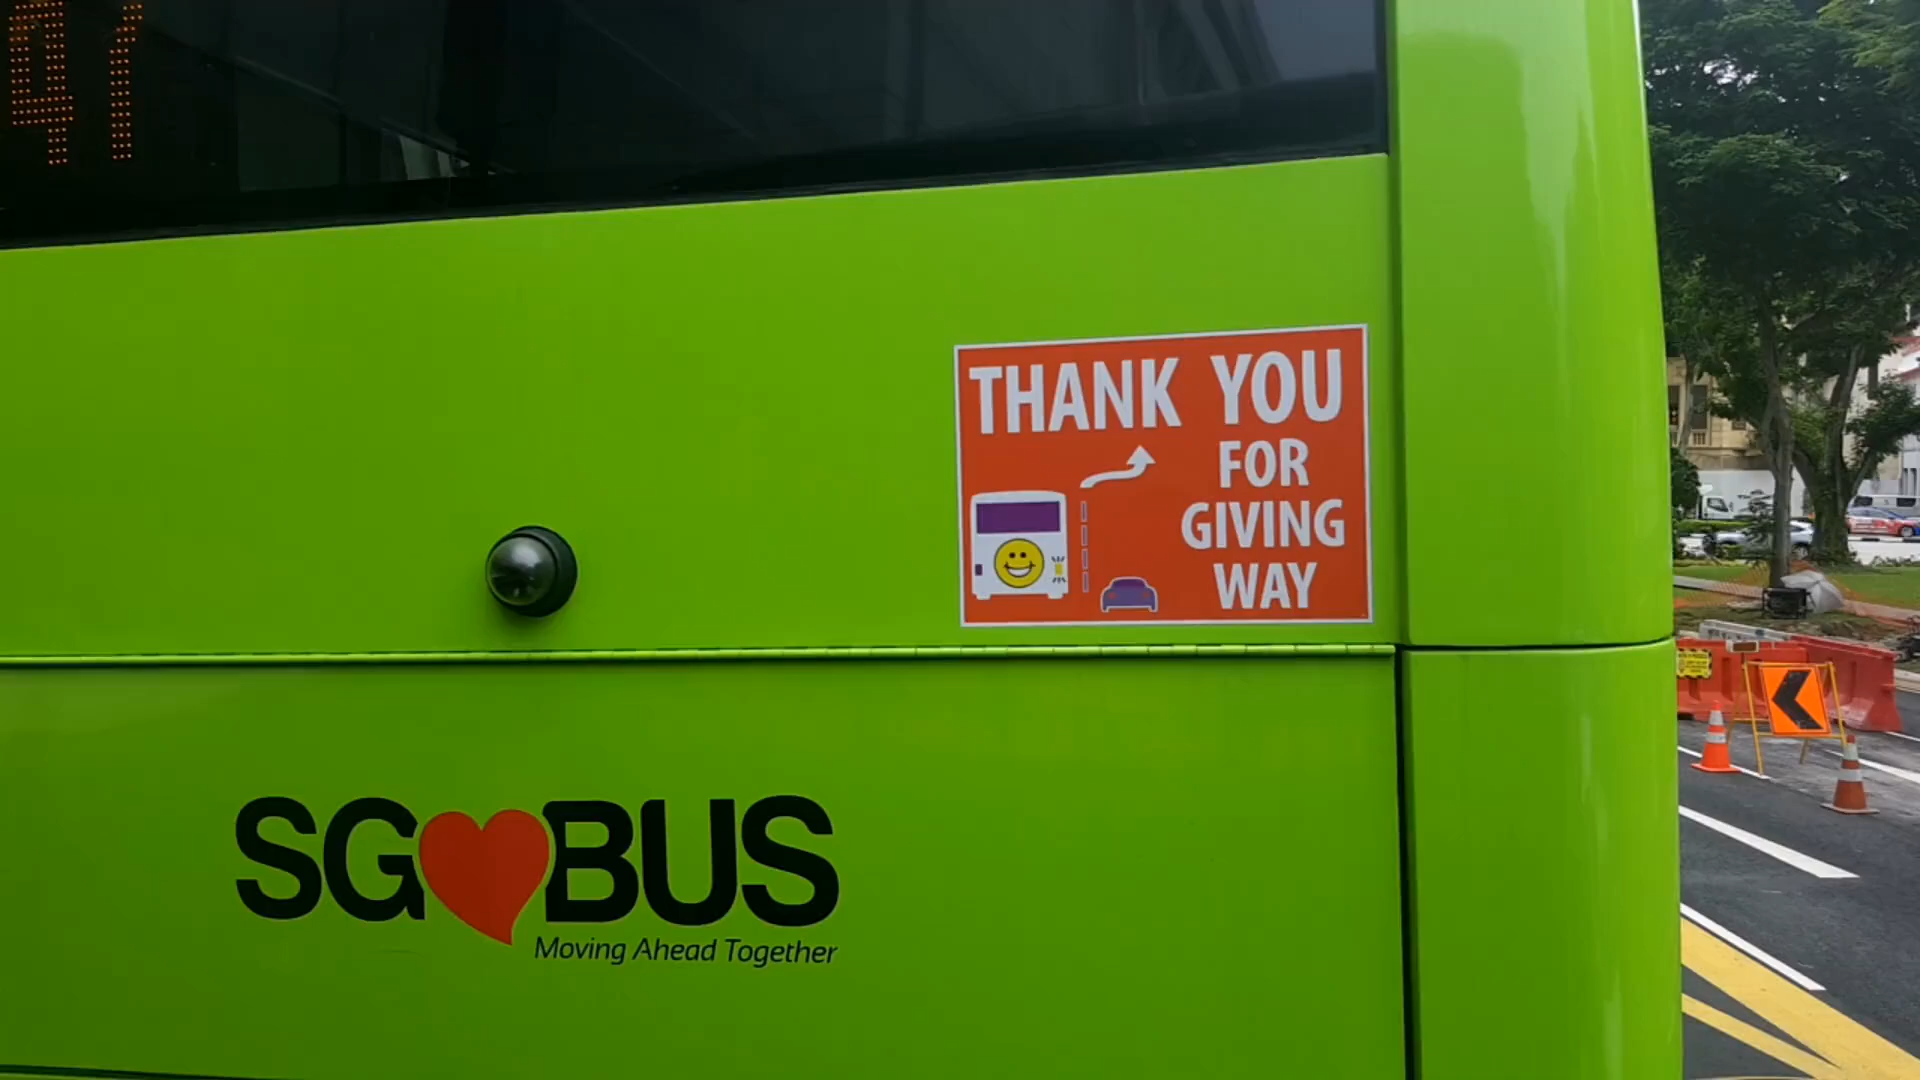 THANK YOU
FOR
GIVING
WAY
SG BUS
Moving Ahead Together